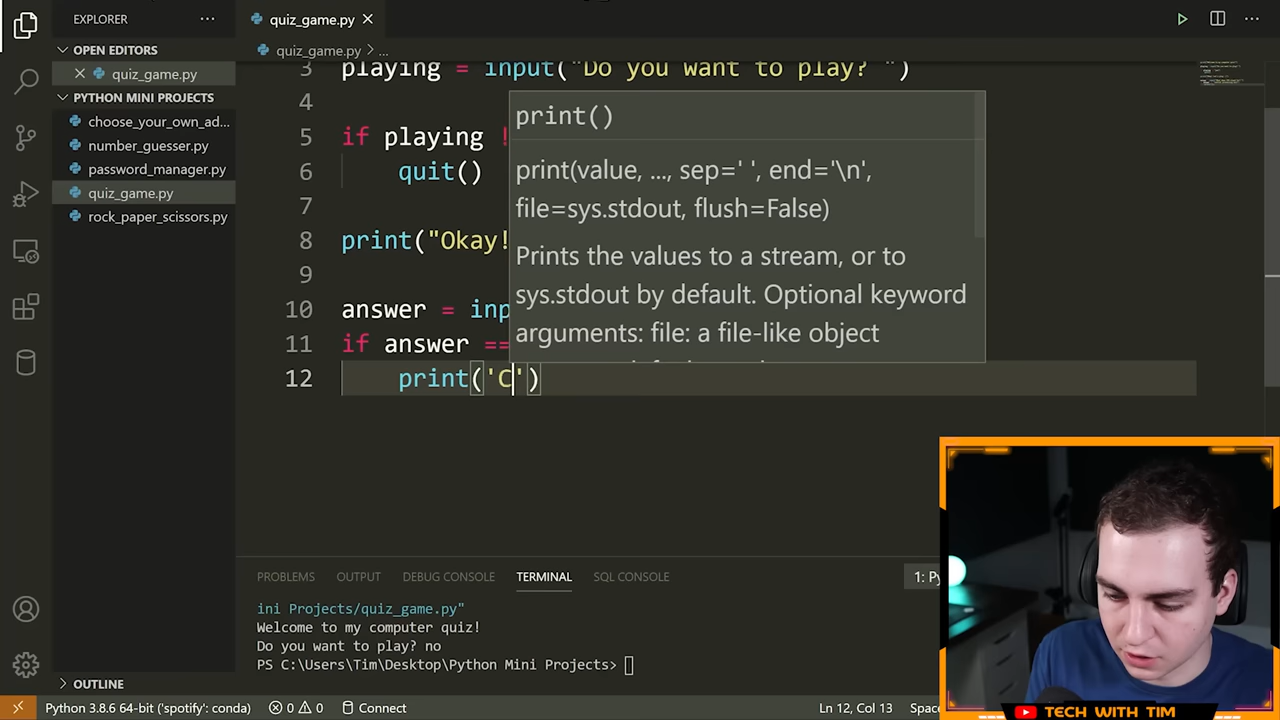 EXPLORER
···
quiz_game.py
OPEN EDITORS
quiz_game.py
PYTHON MINI PROJECTS
choose_your_own_ad...
number_guesser.py
password_manager.py
quiz_game.py
rock_paper_scissors.py
OUTLINE
quiz_game.py > ...
3 playing = input("Do you want to play? ")
4
5 if playing !
6 quit()
7
8 print("Okay!
9
10 answer = inp
11 if answer ==
12 print('C')
print()
print(value, ..., sep=' ', end='\n',
file=sys.stdout, flush=False)
Prints the values to a stream, or to
sys.stdout by default. Optional keyword
arguments: file: a file-like object
PROBLEMS OUTPUT DEBUG CONSOLE TERMINAL SQL CONSOLE 1: Py
ini Projects/quiz_game.py"
Welcome to my computer quiz!
Do you want to play? no
PS C:\Users\Tim\Desktop\Python Mini Projects>
Python 3.8.6 64-bit ('spotify': conda) 0 0 Connect Ln 12, Col 13 Space
TECH WITH TIM